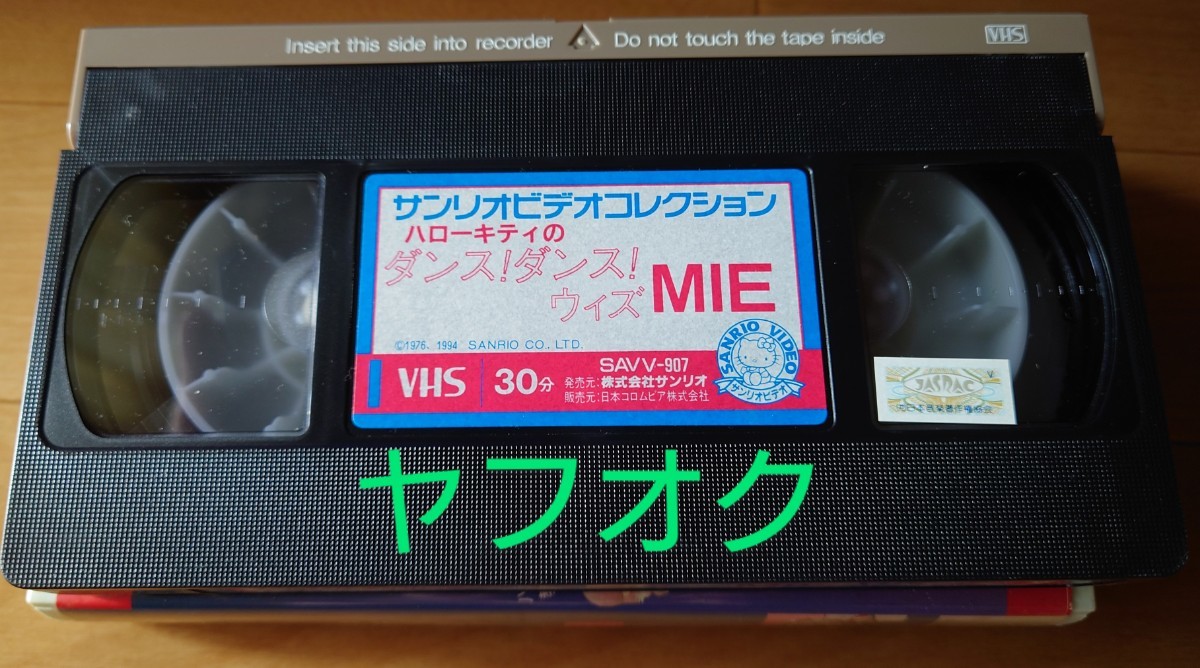 Insert this side into recorder Do not touch the tape inside VHS
サンリオビデオコレクション
ハローキティの
ダンス!ダンス!
ウィズ MIE
©1976, 1994 SANRIO CO., LTD.
SANRIO VIDEO
サンリオビデオ
VHS 30分
SAVV-907
発売元:株式会社サンリオ
販売元:日本コロムビア株式会社
JASRAC
ヤフオク